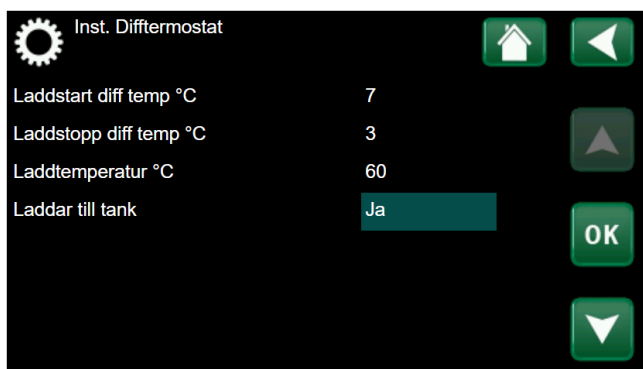 Inst. Difftermostat
Laddstart diff temp °C 7
Laddstopp diff temp °C 3
Laddtemperatur °C 60
Laddar till tank Ja
OK